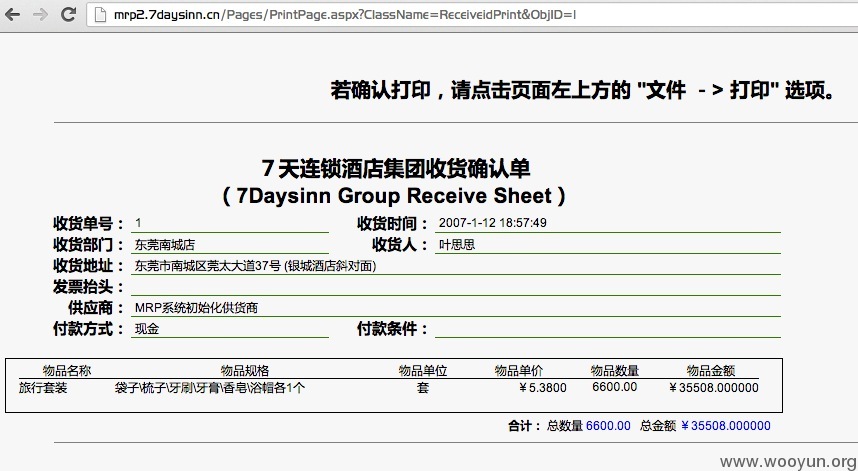 mrp2.7daysinn.cn/Pages/PrintPage.aspx?ClassName=ReceiveidPrint&ObjID=1
若确认打印，请点击页面左上方的 "文件 -> 打印" 选项。
7天连锁酒店集团收货确认单
( 7Daysinn Group Receive Sheet )
收货单号： 1 收货时间： 2007-1-12 18:57:49
收货部门： 东莞南城店 收货人： 叶思思
收货地址： 东莞市南城区莞太大道37号 (银城酒店斜对面)
发票抬头：
供应商： MRP系统初始化供货商
付款方式： 现金 付款条件：
物品名称 物品规格 物品单位 物品单价 物品数量 物品金额
旅行套装 袋子\梳子\牙刷\牙膏\香皂\浴帽各1个 套 ￥5.3800 6600.00 ￥35508.000000
合计： 总数量 6600.00 总金额 ￥35508.000000
www.wooyun.org